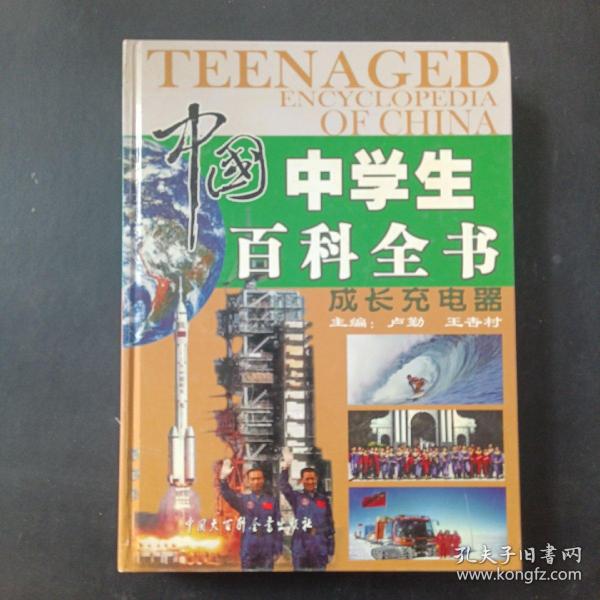 TEENAGED
ENCYCLOPEDIA
OF CHINA
中國
中学生
百科全书
成长充电器
主编：卢勤 王杏村
中国大百科全书出版社
孔夫子旧书网
www.kongfz.com